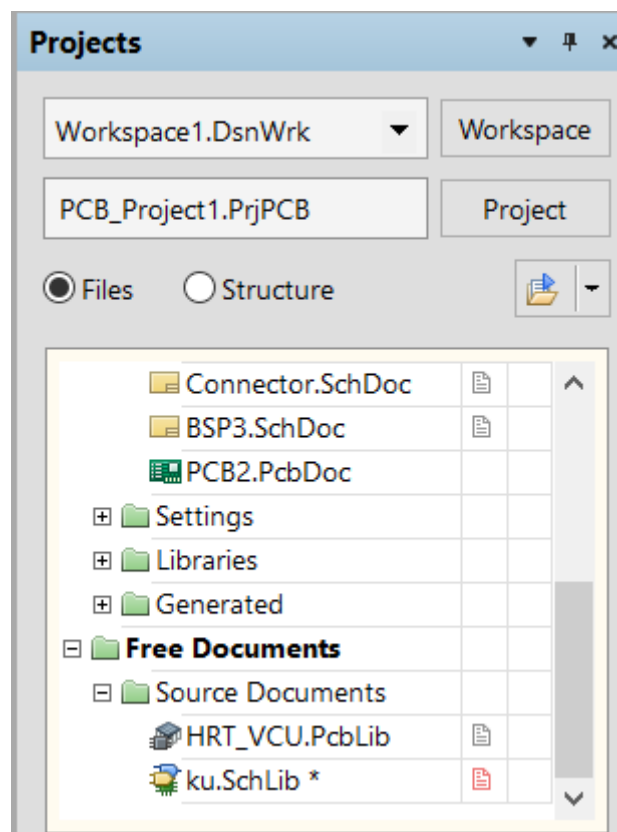 Projects
Workspace1.DsnWrk Workspace
PCB_Project1.PrjPCB Project
Files Structure
Connector.SchDoc
BSP3.SchDoc
PCB2.PcbDoc
Settings
Libraries
Generated
Free Documents
Source Documents
HRT_VCU.PcbLib
ku.SchLib *